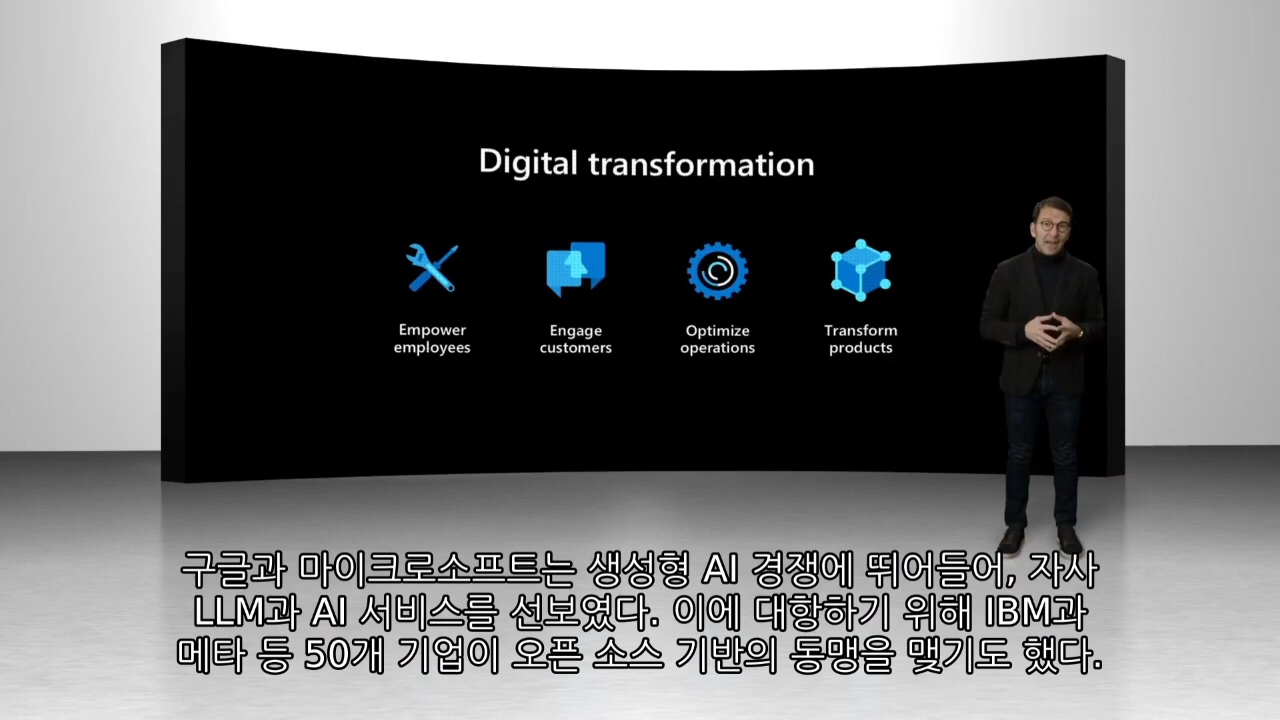 Digital transformation
Empower
employees
Engage
customers
Optimize
operations
Transform
products
구글과 마이크로소프트는 생성형 AI 경쟁에 뛰어들어, 자사
LLM과 AI 서비스를 선보였다. 이에 대항하기 위해 IBM과
메타 등 50개 기업이 오픈 소스 기반의 동맹을 맺기도 했다.